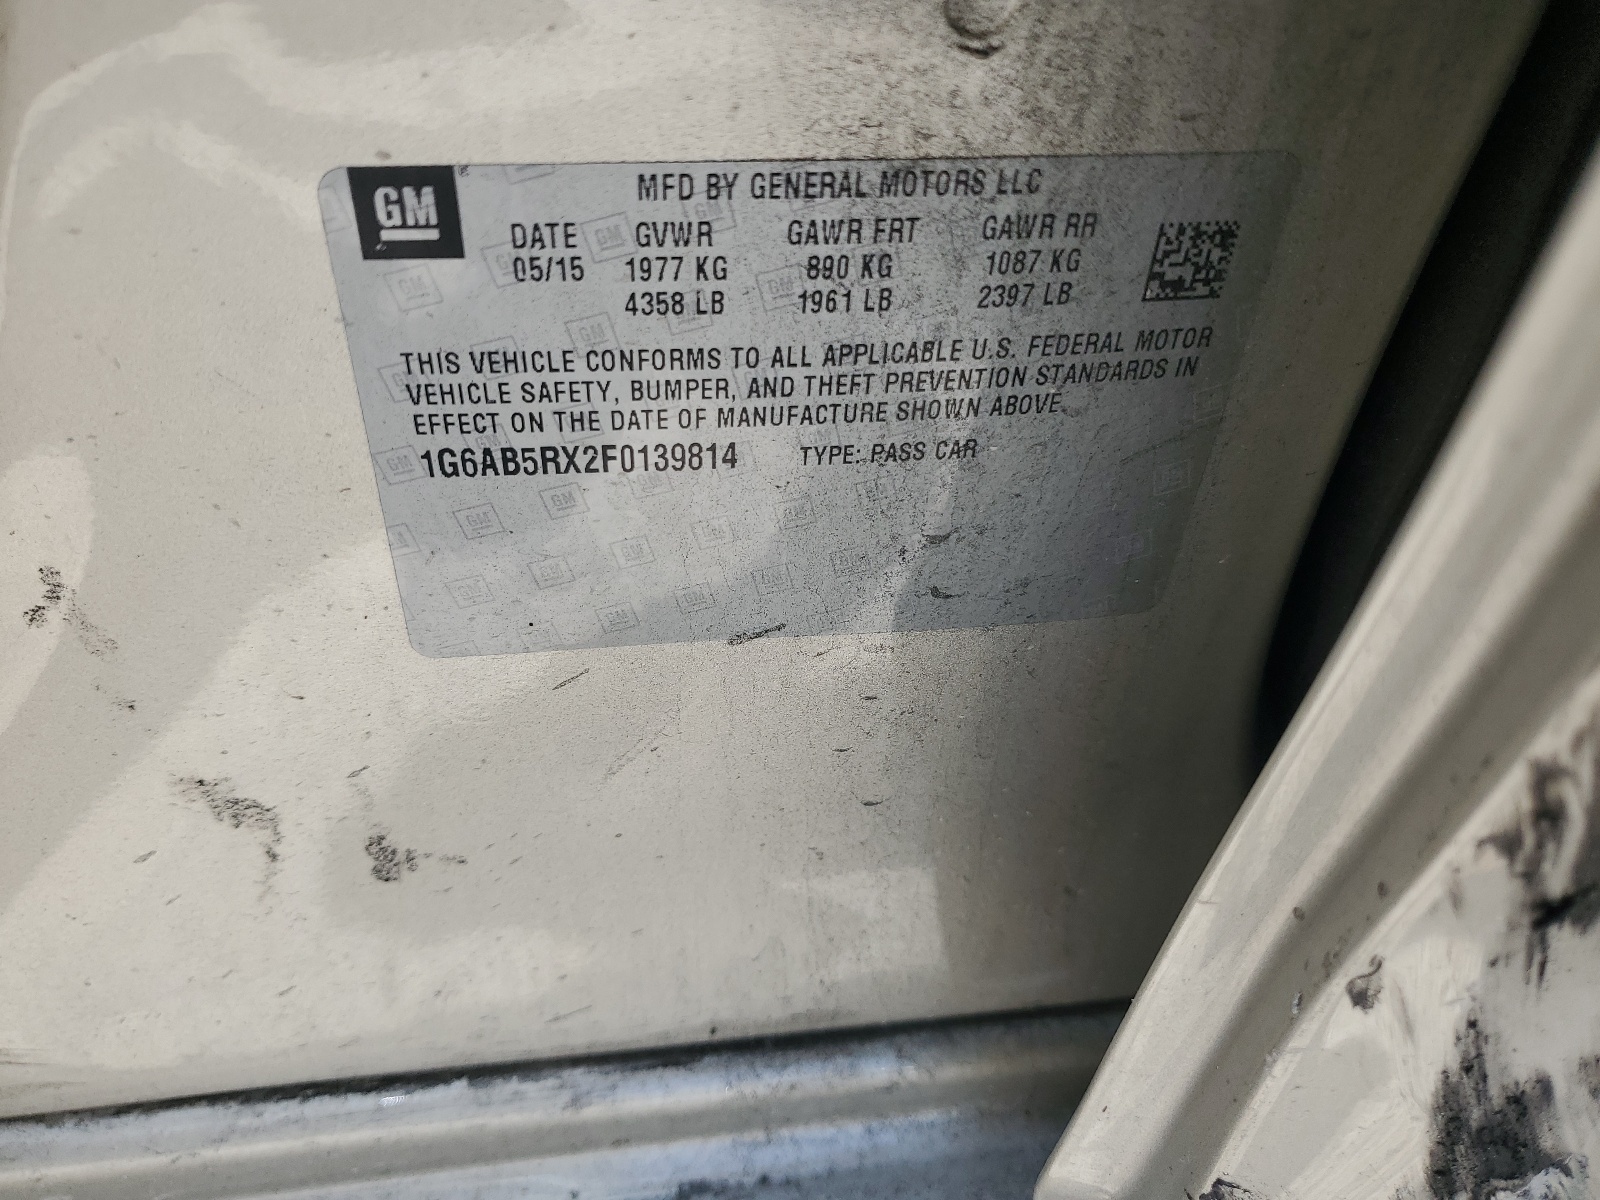 GM
MFD BY GENERAL MOTORS LLC
DATE GVWR GAWR FRT GAWR RR
05/15 1977 KG 890 KG 1087 KG
4358 LB 1961 LB 2397 LB
THIS VEHICLE CONFORMS TO ALL APPLICABLE U.S. FEDERAL MOTOR
VEHICLE SAFETY, BUMPER, AND THEFT PREVENTION STANDARDS IN
EFFECT ON THE DATE OF MANUFACTURE SHOWN ABOVE.
1G6AB5RX2F0139814 TYPE: PASS CAR